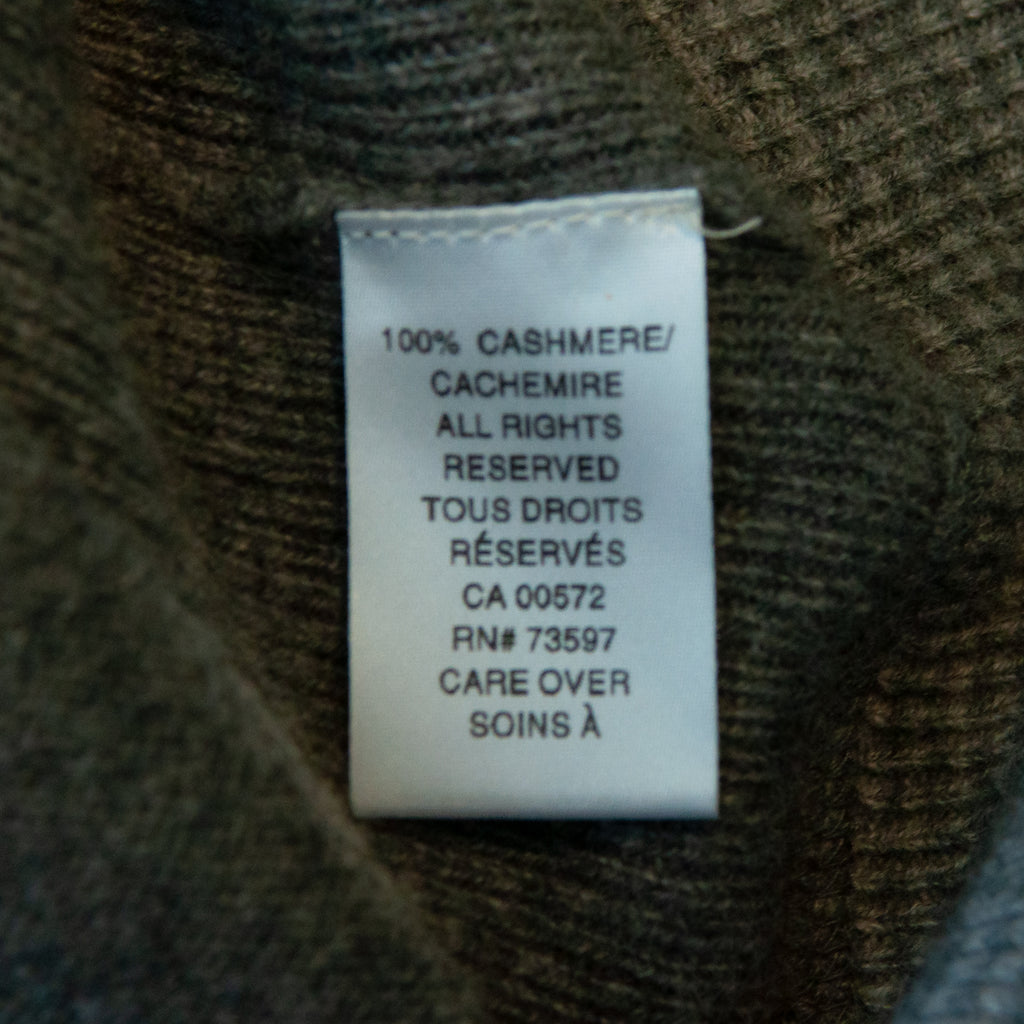 100% CASHMERE/
CACHEMIRE
ALL RIGHTS
RESERVED
TOUS DROITS
RÉSERVÉS
CA 00572
RN# 73597
CARE OVER
SOINS À